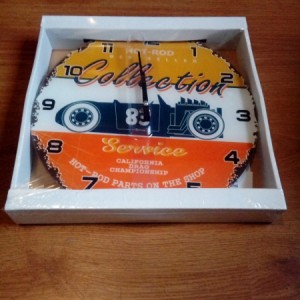 HOT-ROD
Collection
88
Service
CALIFORNIA
DRAG
CHAMPIONSHIP
HOT-ROD PARTS ON THE SHOP
12
1
2
3
4
5
7
8
9
10
11